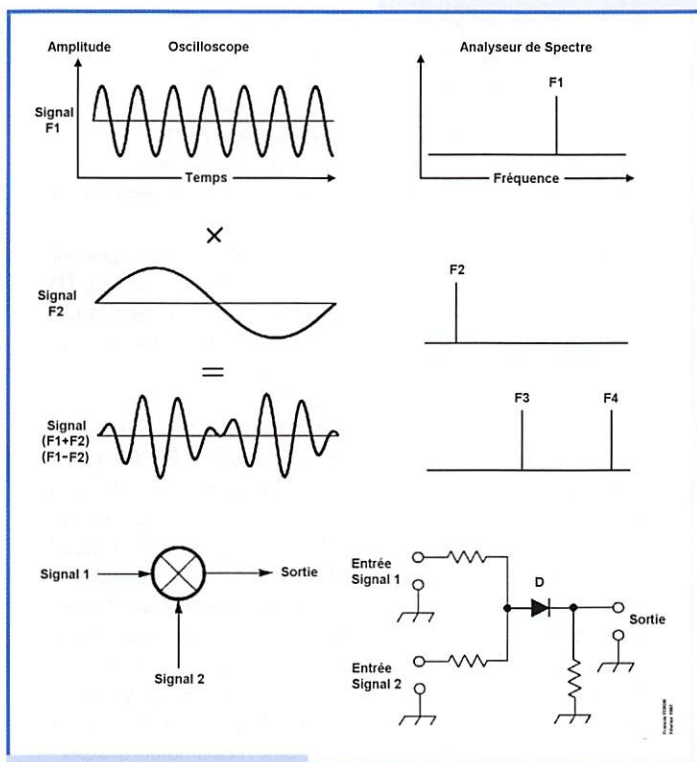 Amplitude
Oscilloscope
Analyseur de Spectre
Signal
F1
Temps
F1
Fréquence
×
Signal
F2
F2
=
Signal
(F1+F2)
(F1–F2)
F3
F4
Signal 1
Sortie
Signal 2
Entrée
Signal 1
D
Sortie
Entrée
Signal 2